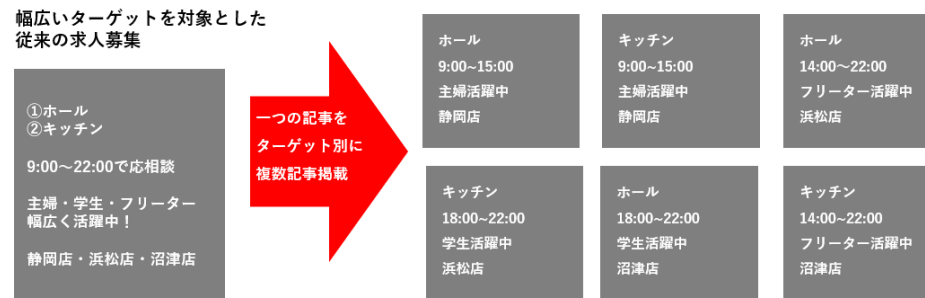 幅広いターゲットを対象とした
従来の求人募集
①ホール
②キッチン
9:00〜22:00で応相談
主婦・学生・フリーター
幅広く活躍中！
静岡店・浜松店・沼津店
一つの記事を
ターゲット別に
複数記事掲載
ホール
9:00~15:00
主婦活躍中
静岡店
キッチン
9:00~15:00
主婦活躍中
静岡店
ホール
14:00〜22:00
フリーター活躍中
浜松店
キッチン
18:00~22:00
学生活躍中
浜松店
ホール
18:00~22:00
学生活躍中
沼津店
キッチン
14:00~22:00
フリーター活躍中
沼津店